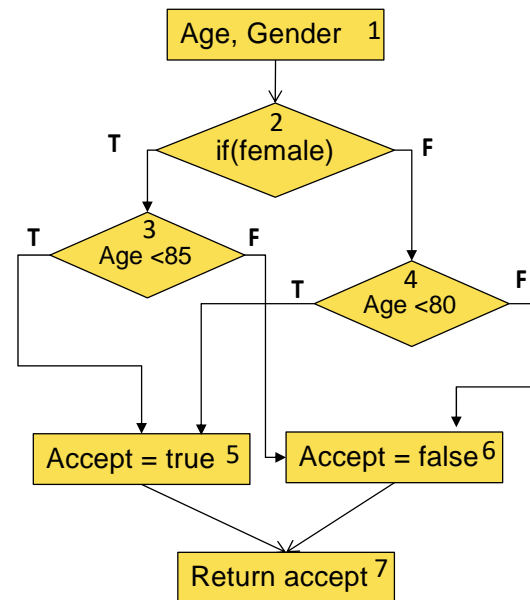 Age, Gender 1
2
T
if(female)
F
3
T
Age <85
F
4
T
Age <80
F
Accept = true 5
Accept = false 6
Return accept 7